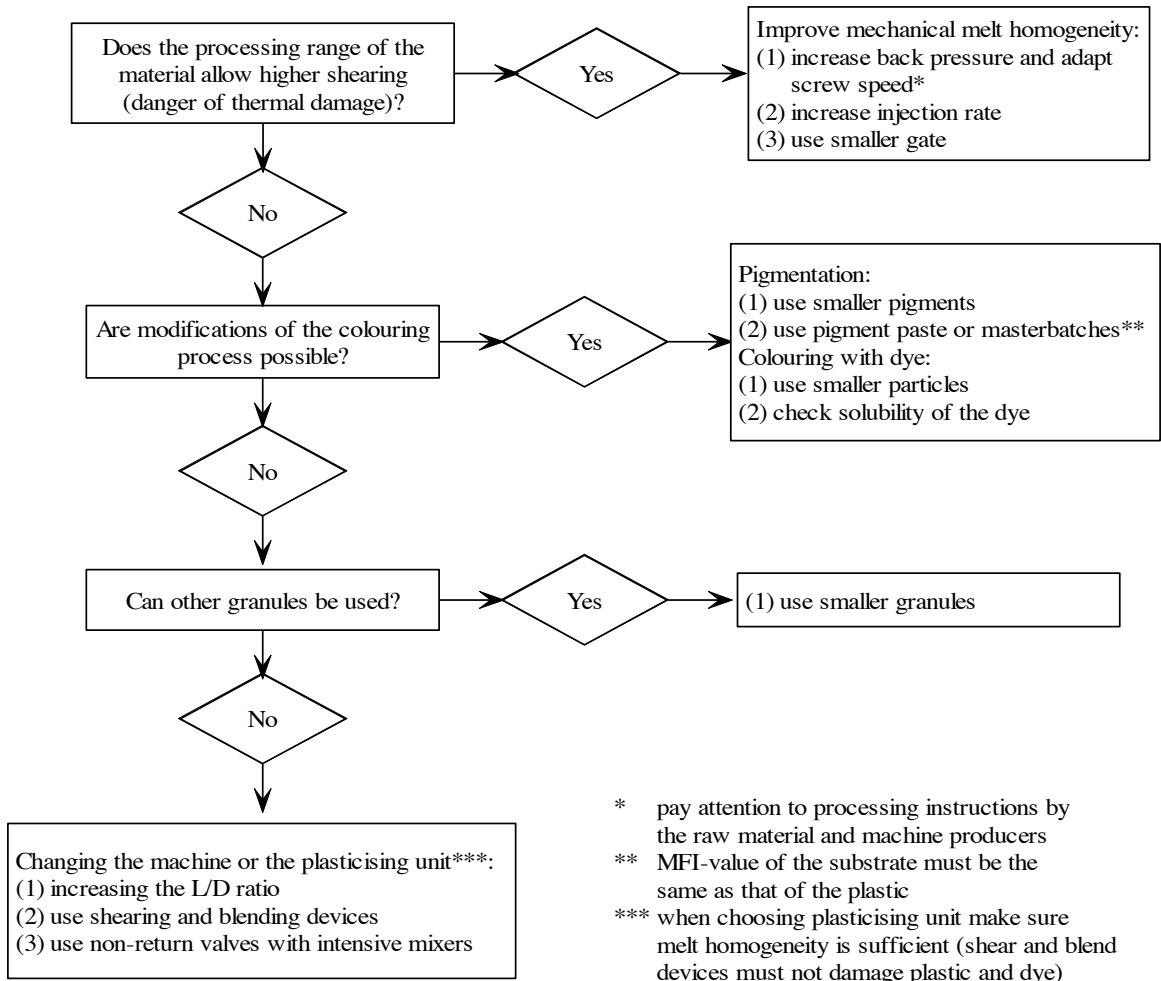 Does the processing range of the
material allow higher shearing
(danger of thermal damage)?
Yes
Improve mechanical melt homogeneity:
(1) increase back pressure and adapt
screw speed*
(2) increase injection rate
(3) use smaller gate
No
Are modifications of the colouring
process possible?
Yes
Pigmentation:
(1) use smaller pigments
(2) use pigment paste or masterbatches**
Colouring with dye:
(1) use smaller particles
(2) check solubility of the dye
No
Can other granules be used?
Yes
(1) use smaller granules
No
Changing the machine or the plasticising unit***:
(1) increasing the L/D ratio
(2) use shearing and blending devices
(3) use non-return valves with intensive mixers
* pay attention to processing instructions by
the raw material and machine producers
** MFI-value of the substrate must be the
same as that of the plastic
*** when choosing plasticising unit make sure
melt homogeneity is sufficient (shear and blend
devices must not damage plastic and dye)